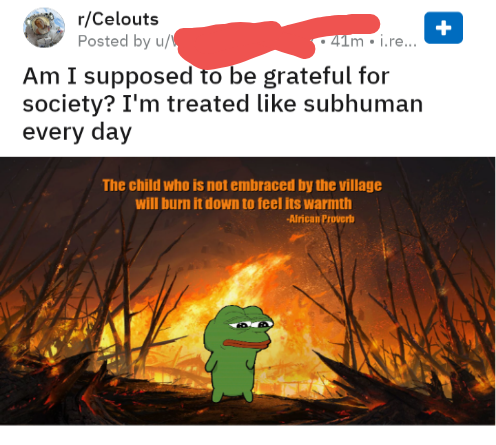 r/Celouts
Posted by u/ • 41m • i.re...
Am I supposed to be grateful for
society? I'm treated like subhuman
every day
The child who is not embraced by the village
will burn it down to feel its warmth
-African Proverb